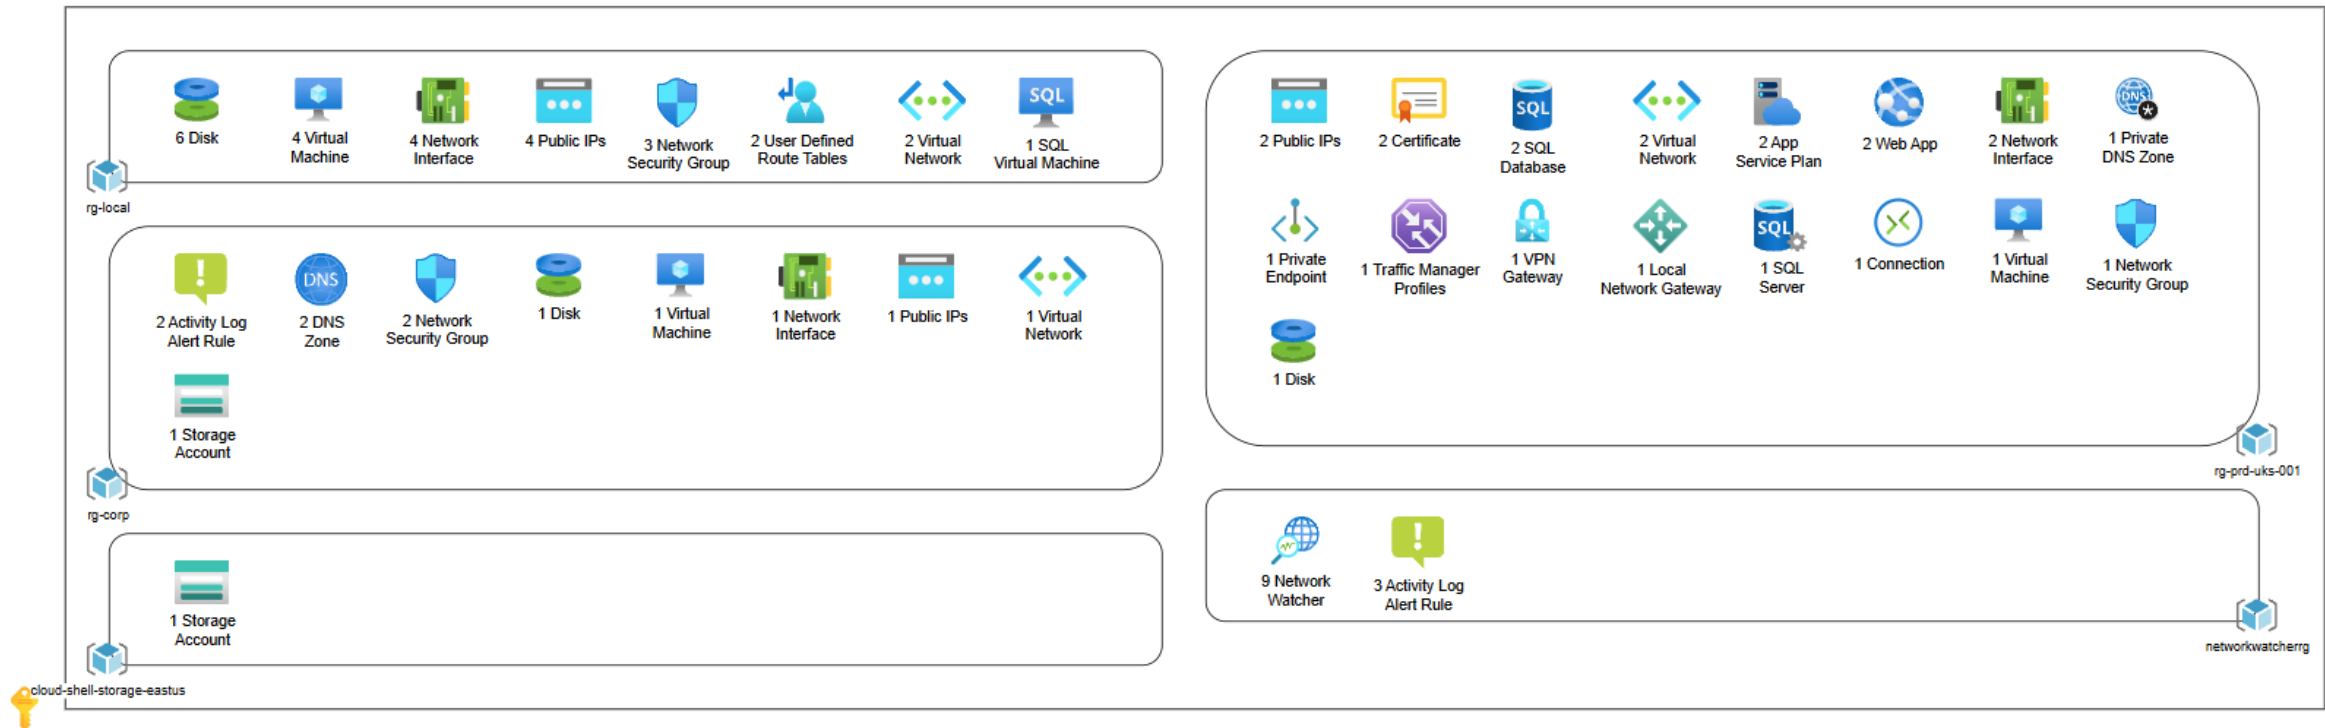 6 Disk
4 Virtual
Machine
4 Network
Interface
4 Public IPs
3 Network
Security Group
2 User Defined
Route Tables
2 Virtual
Network
SQL
1 SQL
Virtual Machine
rg-local
2 Activity Log
Alert Rule
DNS
2 DNS
Zone
2 Network
Security Group
1 Disk
1 Virtual
Machine
1 Network
Interface
1 Public IPs
1 Virtual
Network
1 Storage
Account
rg-corp
1 Storage
Account
cloud-shell-storage-eastus
2 Public IPs
2 Certificate
SQL
2 SQL
Database
2 Virtual
Network
2 App
Service Plan
2 Web App
2 Network
Interface
DNS
1 Private
DNS Zone
1 Private
Endpoint
1 Traffic Manager
Profiles
1 VPN
Gateway
1 Local
Network Gateway
SQL
1 SQL
Server
1 Connection
1 Virtual
Machine
1 Network
Security Group
1 Disk
rg-prd-uks-001
9 Network
Watcher
3 Activity Log
Alert Rule
networkwatcherrg